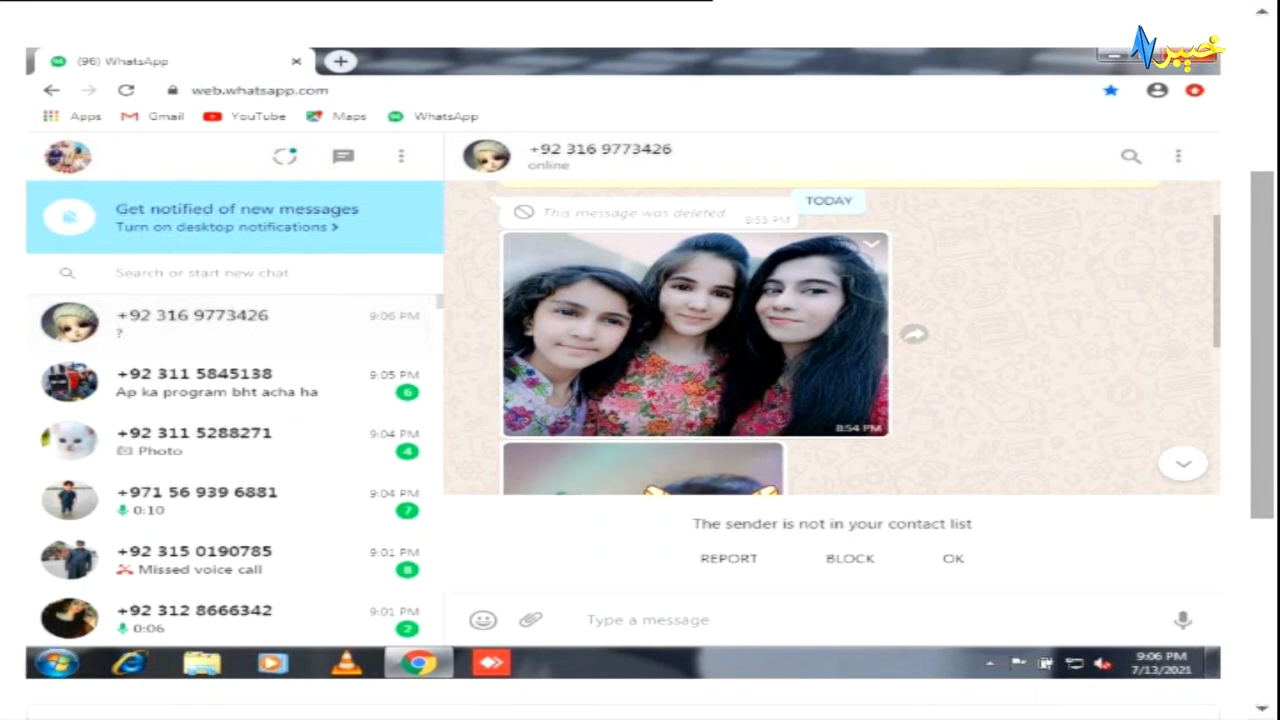 خیبر
(96) WhatsApp
web.whatsapp.com
Apps
Gmail
YouTube
Maps
WhatsApp
Get notified of new messages
Turn on desktop notifications >
Search or start new chat
+92 316 9773426
9:06 PM
?
+92 311 5845138
9:05 PM
Ap ka program bht acha ha
6
+92 311 5288271
9:04 PM
Photo
4
+971 56 939 6881
9:04 PM
0:10
7
+92 315 0190785
9:01 PM
Missed voice call
8
+92 312 8666342
9:01 PM
0:06
2
+92 316 9773426
online
TODAY
This message was deleted
8:53 PM
8:54 PM
The sender is not in your contact list
REPORT
BLOCK
OK
Type a message
9:06 PM
7/13/2021